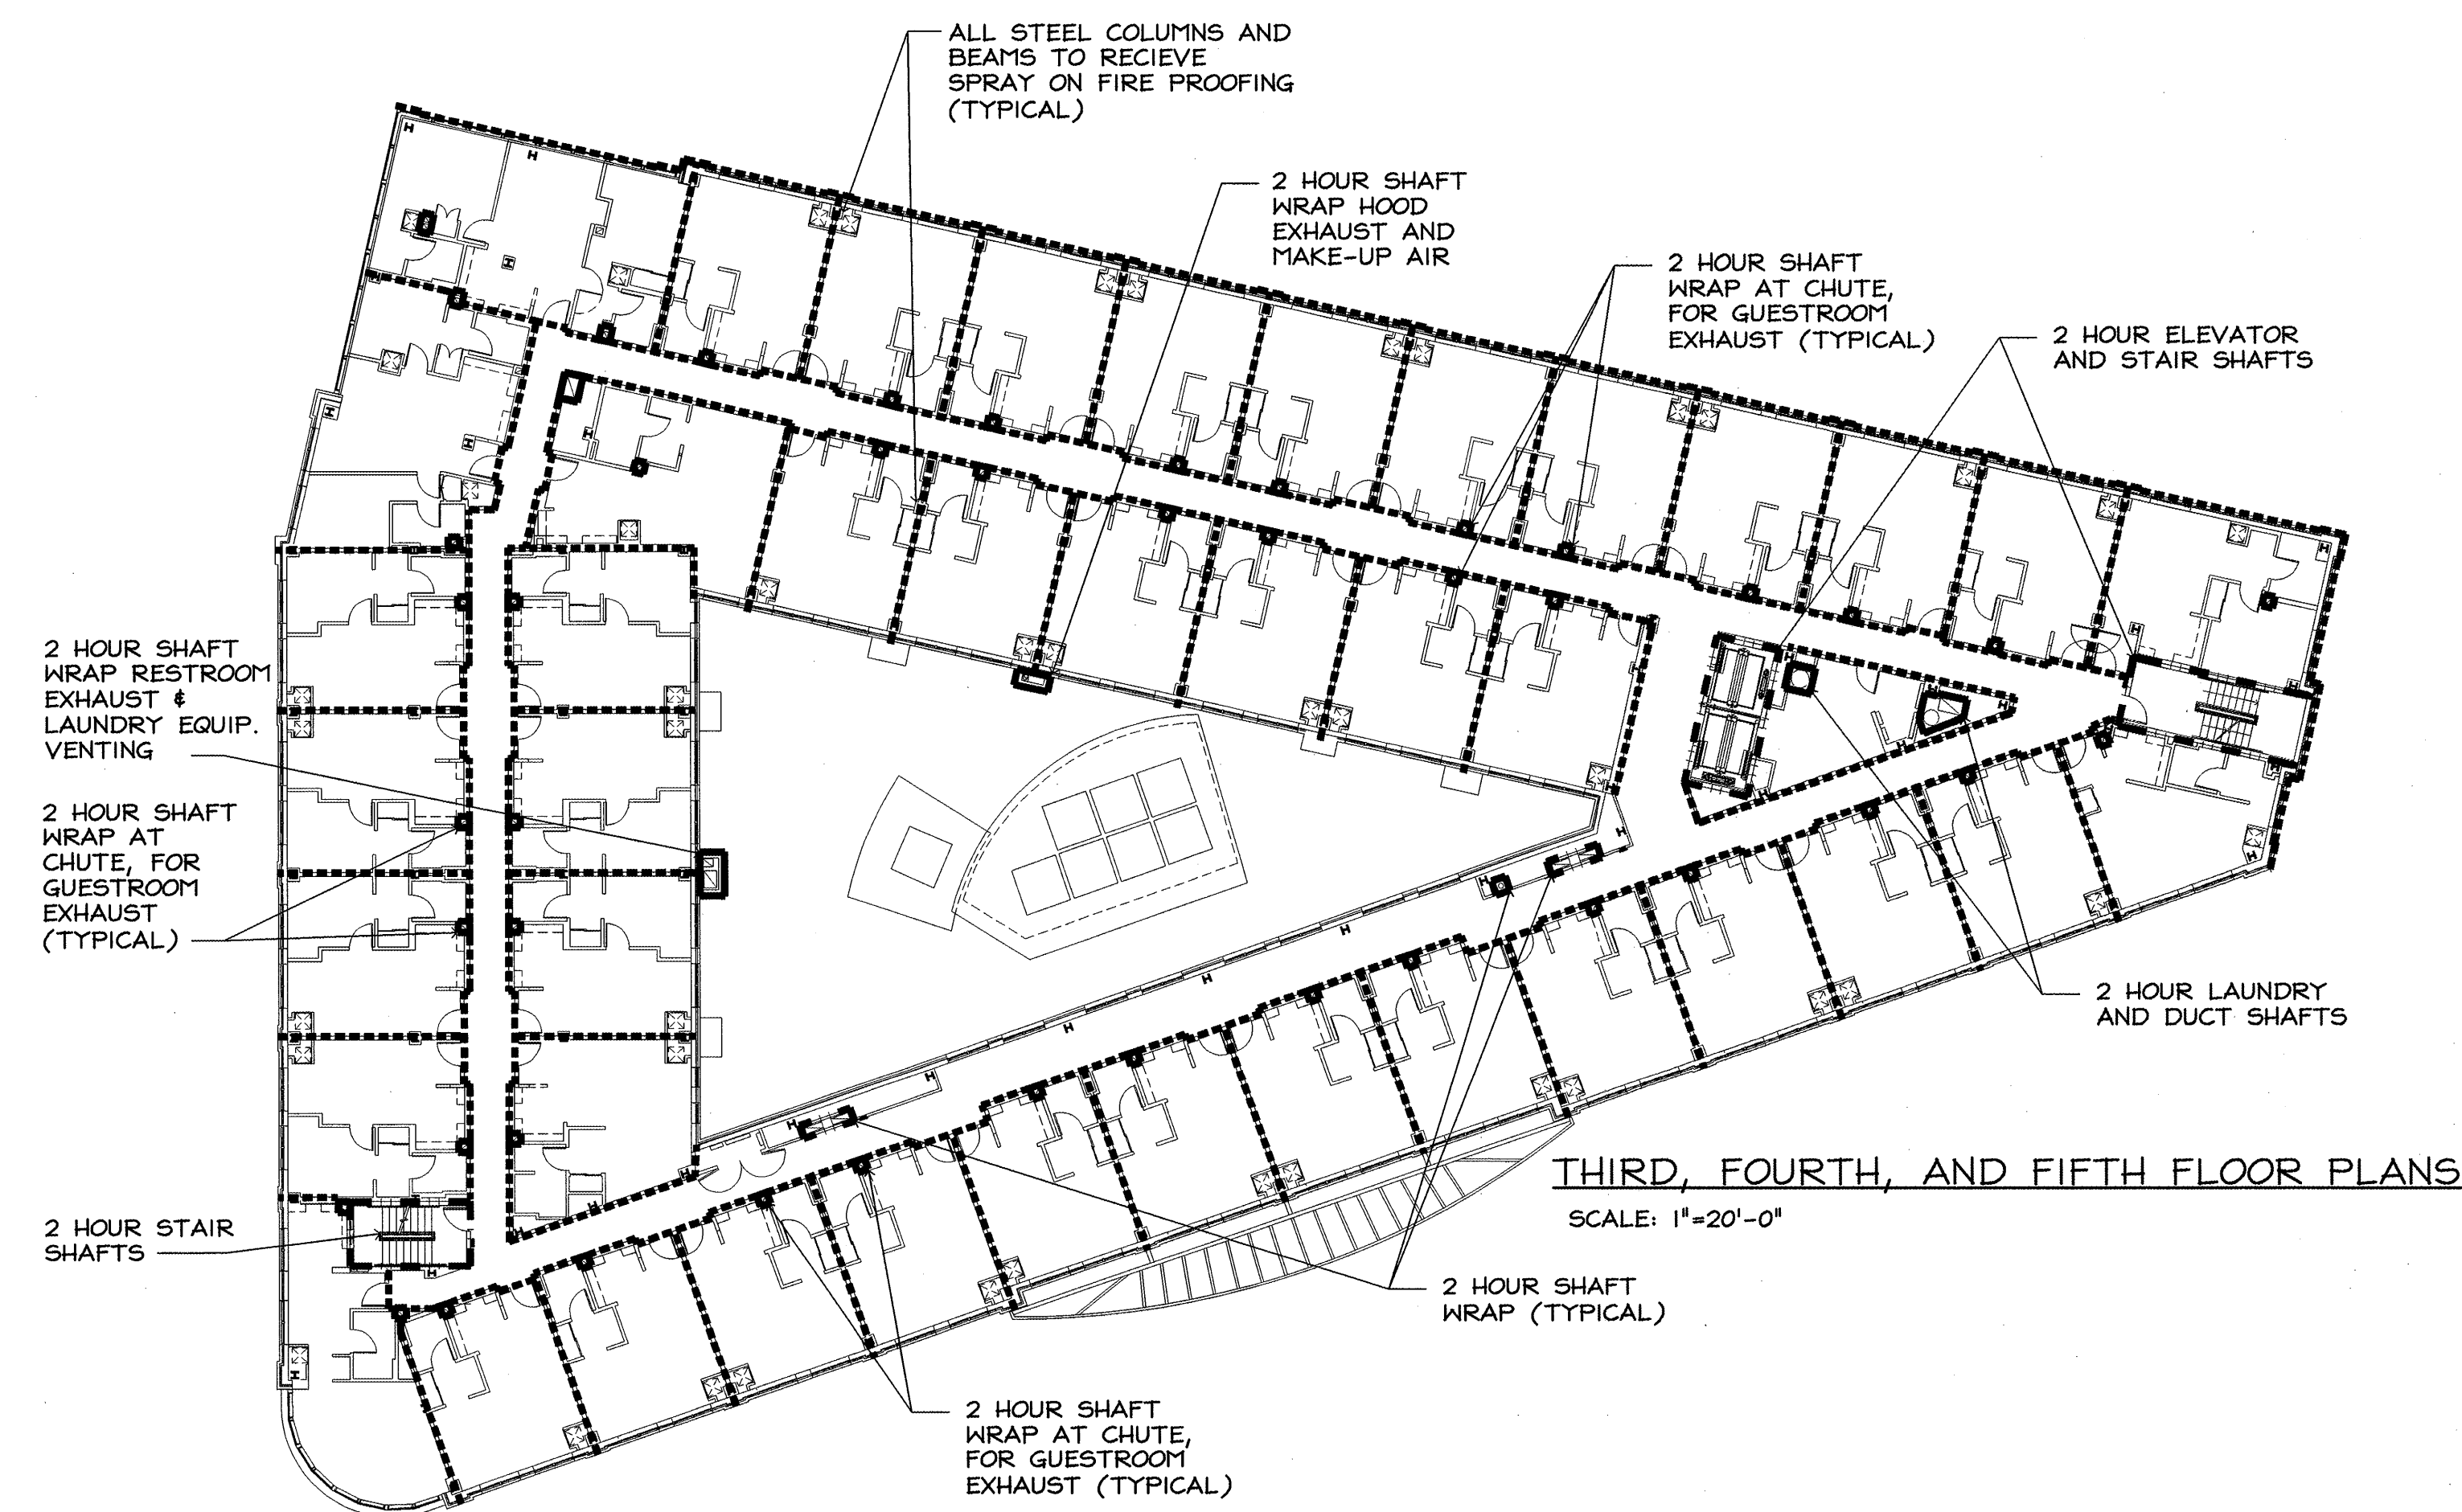 ALL STEEL COLUMNS AND
BEAMS TO RECIEVE
SPRAY ON FIRE PROOFING
(TYPICAL)
2 HOUR SHAFT
WRAP HOOD
EXHAUST AND
MAKE-UP AIR
2 HOUR SHAFT
WRAP AT CHUTE,
FOR GUESTROOM
EXHAUST (TYPICAL)
2 HOUR ELEVATOR
AND STAIR SHAFTS
2 HOUR SHAFT
WRAP RESTROOM
EXHAUST &
LAUNDRY EQUIP.
VENTING
2 HOUR SHAFT
WRAP AT
CHUTE, FOR
GUESTROOM
EXHAUST
(TYPICAL)
2 HOUR LAUNDRY
AND DUCT SHAFTS
THIRD, FOURTH, AND FIFTH FLOOR PLANS
SCALE: 1"=20'-0"
2 HOUR STAIR
SHAFTS
2 HOUR SHAFT
WRAP (TYPICAL)
2 HOUR SHAFT
WRAP AT CHUTE,
FOR GUESTROOM
EXHAUST (TYPICAL)